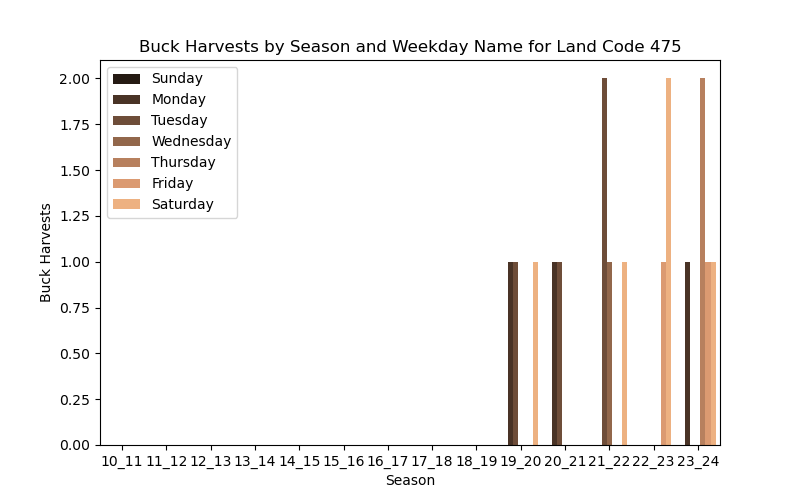 Buck Harvests by Season and Weekday Name for Land Code 475
Sunday
Monday
Tuesday
Wednesday
Thursday
Friday
Saturday
Buck Harvests
2.00
1.75
1.50
1.25
1.00
0.75
0.50
0.25
0.00
10_11 11_12 12_13 13_14 14_15 15_16 16_17 17_18 18_19 19_20 20_21 21_22 22_23 23_24
Season